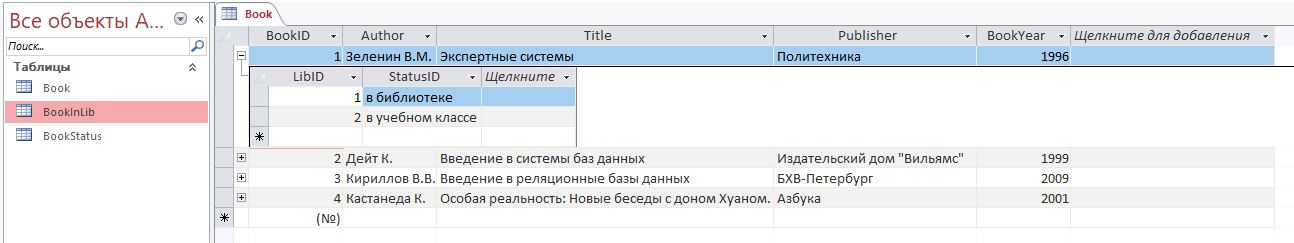 Все объекты A...
Поиск...
Таблицы
Book
BookInLib
BookStatus
Book
BookID Author Title Publisher BookYear Щелкните для добавления
1 Зеленин В.М. Экспертные системы Политехника 1996
LibID StatusID Щелкните
1 в библиотеке
2 в учебном классе
2 Дейт К. Введение в системы баз данных Издательский дом "Вильямс" 1999
3 Кириллов В.В. Введение в реляционные базы данных БХВ-Петербург 2009
4 Кастанеда К. Особая реальность: Новые беседы с доном Хуаном. Азбука 2001
(№)